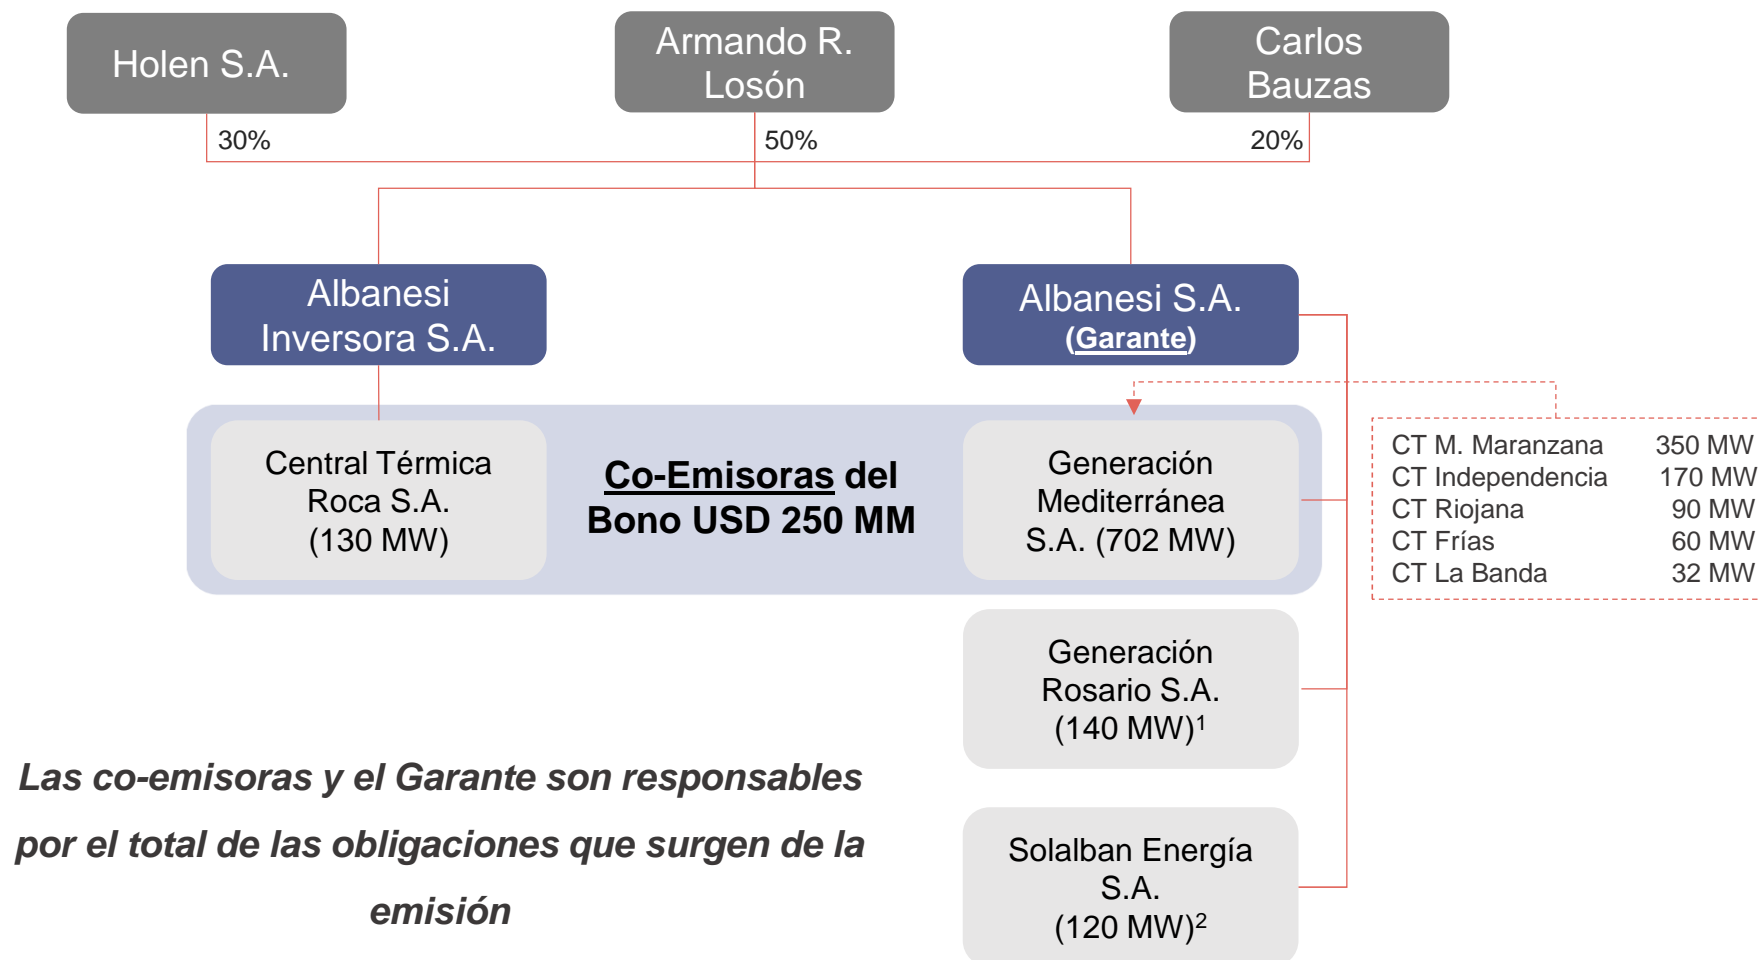 Holen S.A.
Armando R.
Losón
Carlos
Bauzas
30%
50%
20%
Albanesi
Inversora S.A.
Albanesi S.A.
(Garante)
Central Térmica
Roca S.A.
(130 MW)
Co-Emisoras del
Bono USD 250 MM
Generación
Mediterránea
S.A. (702 MW)
CT M. Maranzana 350 MW
CT Independencia 170 MW
CT Riojana 90 MW
CT Frías 60 MW
CT La Banda 32 MW
Generación
Rosario S.A.
(140 MW)¹
Las co-emisoras y el Garante son responsables
por el total de las obligaciones que surgen de la
emisión
Solalban Energía
S.A.
(120 MW)²